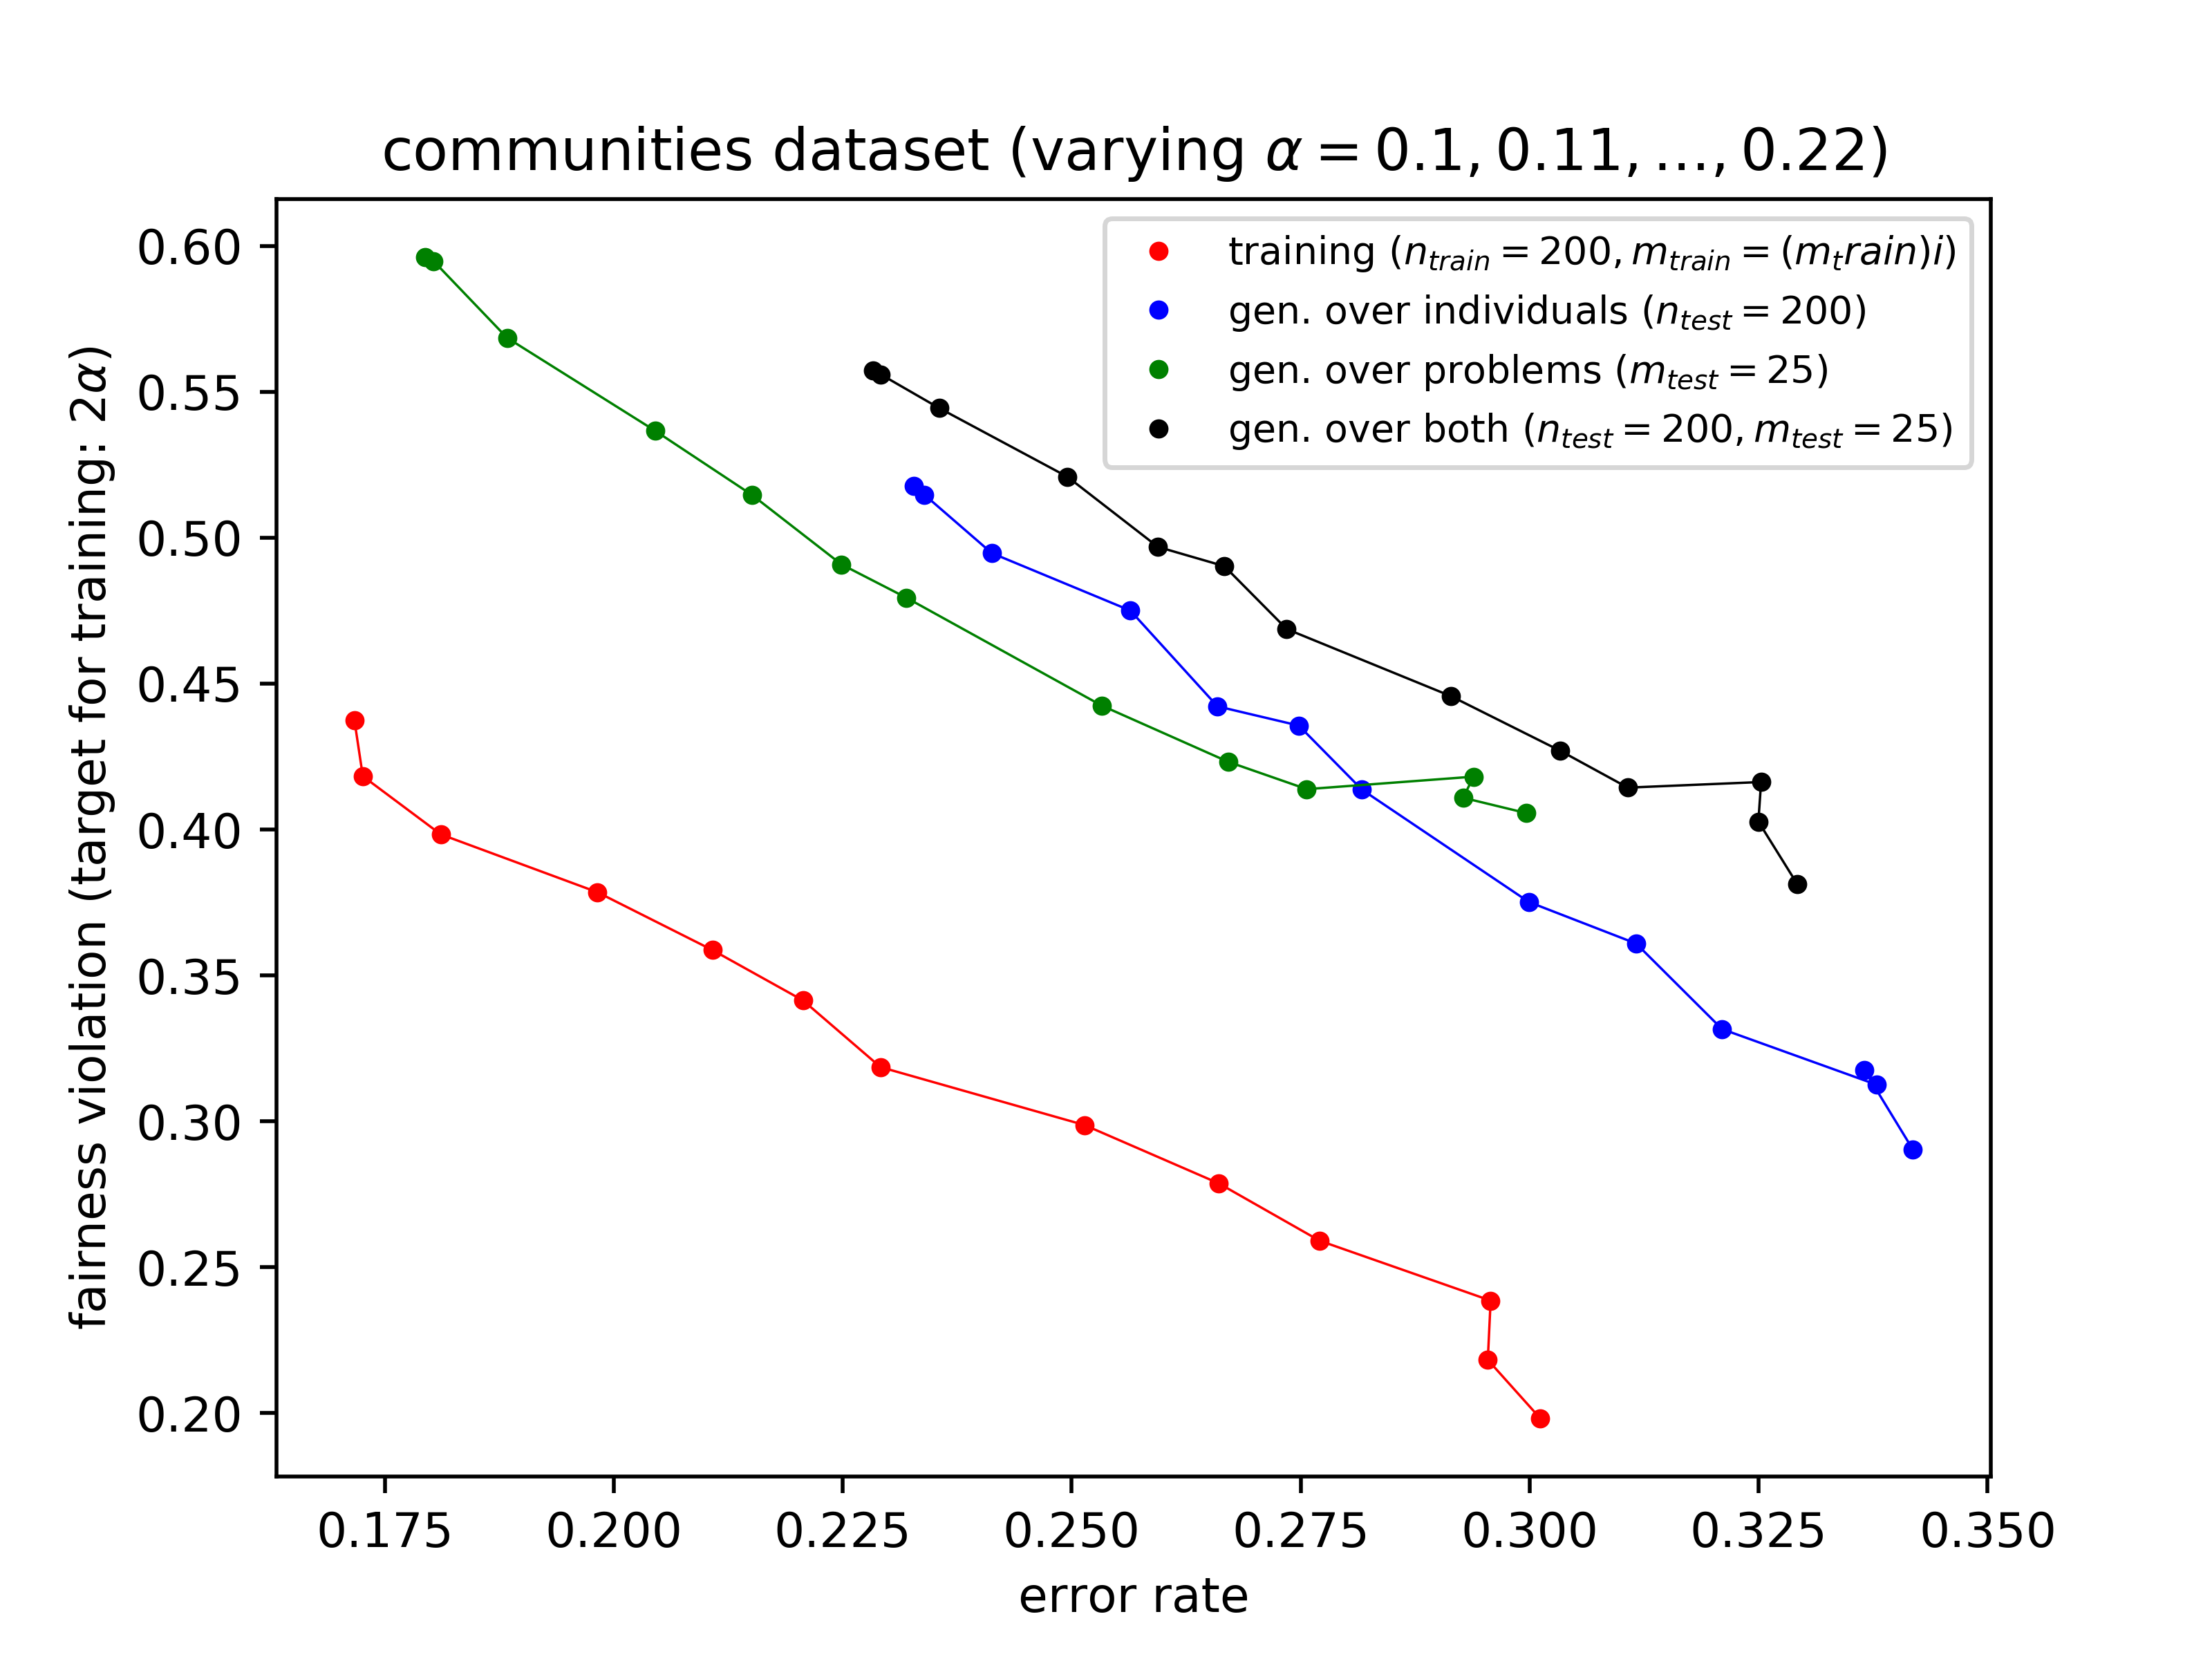 communities dataset (varying α = 0.1, 0.11, ..., 0.22)
fairness violation (target for training: 2α)
0.60
0.55
0.50
0.45
0.40
0.35
0.30
0.25
0.20
training (n_train = 200, m_train = (m_train)i)
gen. over individuals (n_test = 200)
gen. over problems (m_test = 25)
gen. over both (n_test = 200, m_test = 25)
0.175 0.200 0.225 0.250 0.275 0.300 0.325 0.350
error rate